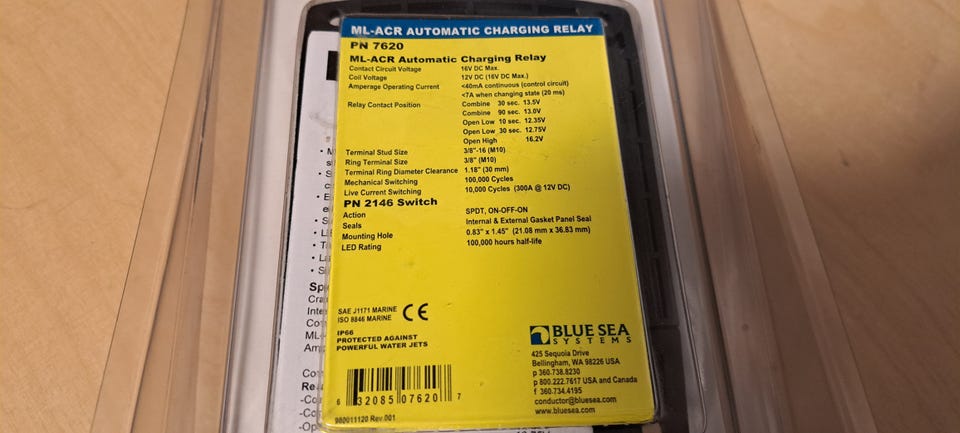 ML-ACR AUTOMATIC CHARGING RELAY
PN 7620
ML-ACR Automatic Charging Relay
Contact Circuit Voltage 16V DC Max.
Coil Voltage 12V DC (16V DC Max.)
Amperage Operating Current <40mA continuous (control circuit)
<7A when changing state (20 ms)
Relay Contact Position Combine 30 sec. 13.5V
Combine 90 sec. 13.0V
Open Low 10 sec. 12.35V
Open Low 30 sec. 12.75V
Open High 16.2V
Terminal Stud Size 3/8"-16 (M10)
Ring Terminal Size 3/8" (M10)
Terminal Ring Diameter Clearance 1.18" (30 mm)
Mechanical Switching 100,000 Cycles
Live Current Switching 10,000 Cycles (300A @ 12V DC)
PN 2146 Switch
Action SPDT, ON-OFF-ON
Seals Internal & External Gasket Panel Seal
Mounting Hole 0.83" x 1.45" (21.08 mm x 36.83 mm)
LED Rating 100,000 hours half-life
SAE J1171 MARINE
ISO 8846 MARINE
CE
IP66
PROTECTED AGAINST
POWERFUL WATER JETS
BLUE SEA
SYSTEMS
425 Sequoia Drive
Bellingham, WA 98226 USA
p 360.738.8230
p 800.222.7617 USA and Canada
f 360.734.4195
conductor@bluesea.com
www.bluesea.com
6 32085 07620 7
980011120 Rev.001